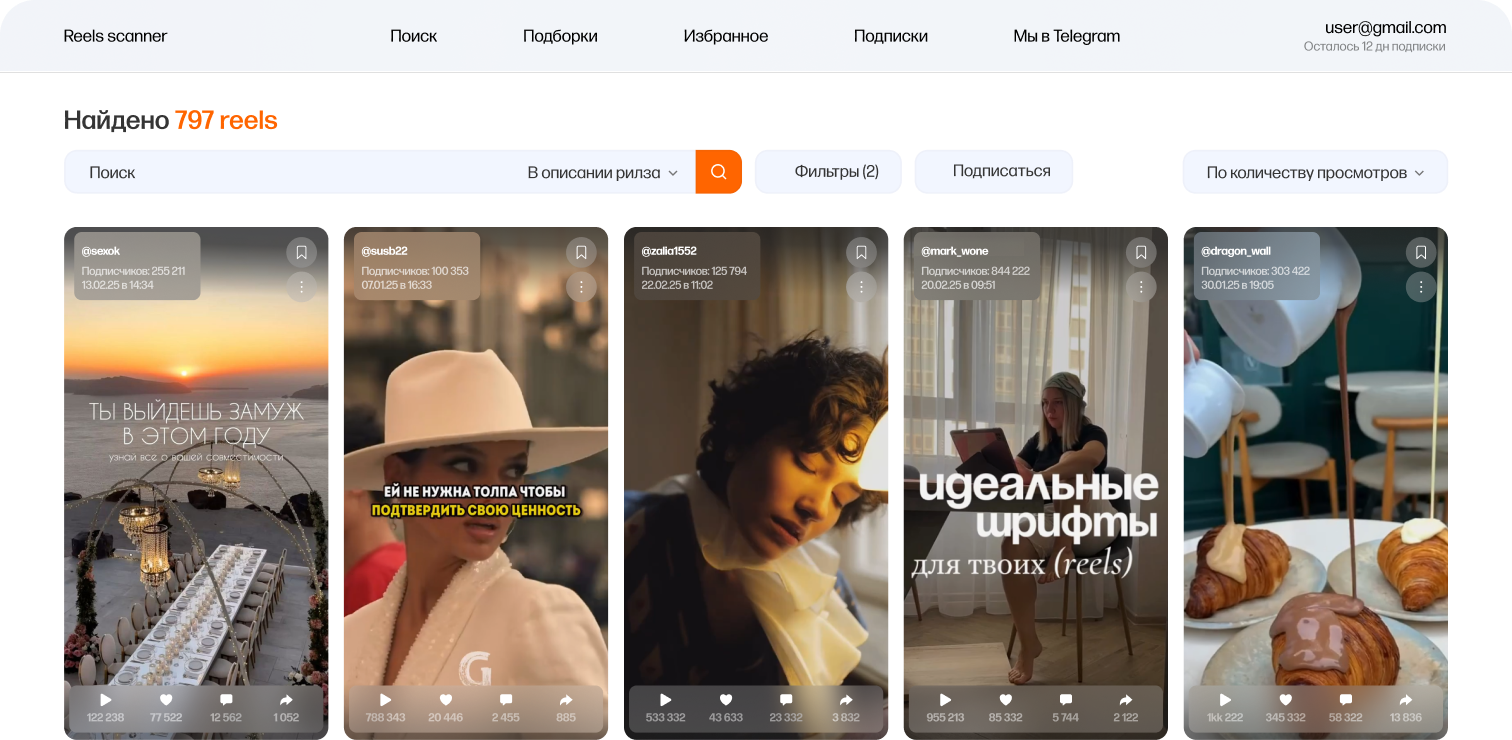 Reels scanner
Поиск
Подборки
Избранное
Подписки
Мы в Telegram
user@gmail.com
Осталось 12 дн подписки
Найдено 797 reels
Поиск
В описании рилза
Фильтры (2)
Подписаться
По количеству просмотров
@sexok
Подписчиков: 255 211
13.02.25 в 14:34
ТЫ ВЫЙДЕШЬ ЗАМУЖ
В ЭТОМ ГОДУ
узнай все о вашей совместимости
122 238 77 522 12 562 1 052
@susb22
Подписчиков: 100 353
07.01.25 в 16:33
ЕЙ НЕ НУЖНА ТОЛПА ЧТОБЫ
ПОДТВЕРДИТЬ СВОЮ ЦЕННОСТЬ
G
788 343 20 446 2 455 885
@zalia1552
Подписчиков: 125 794
22.02.25 в 11:02
533 332 43 633 23 332 3 832
@mark_wone
Подписчиков: 844 222
20.02.25 в 09:51
идеальные
шрифты
для твоих (reels)
955 213 85 332 5 744 2 122
@dragon_wall
Подписчиков: 303 422
30.01.25 в 19:05
1kk 222 345 332 58 322 13 836